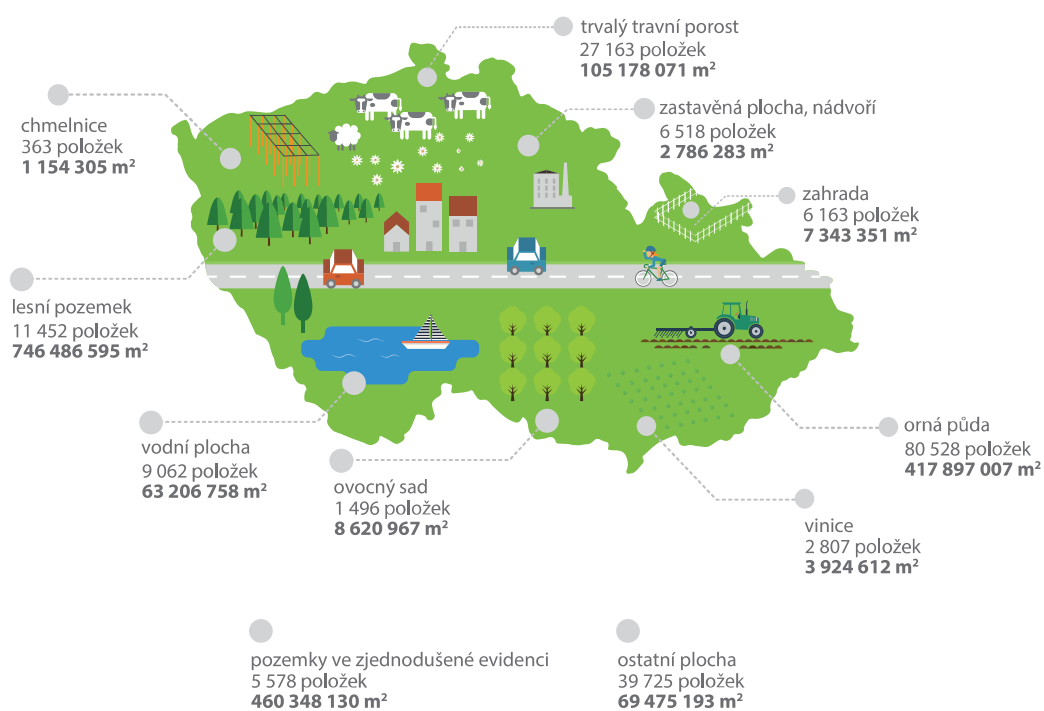 trvalý travní porost
27 163 položek
105 178 071 m²
zastavěná plocha, nádvoří
6 518 položek
2 786 283 m²
chmelnice
363 položek
1 154 305 m²
zahrada
6 163 položek
7 343 351 m²
lesní pozemek
11 452 položek
746 486 595 m²
orná půda
80 528 položek
417 897 007 m²
vodní plocha
9 062 položek
63 206 758 m²
ovocný sad
1 496 položek
8 620 967 m²
vinice
2 807 položek
3 924 612 m²
pozemky ve zjednodušené evidenci
5 578 položek
460 348 130 m²
ostatní plocha
39 725 položek
69 475 193 m²